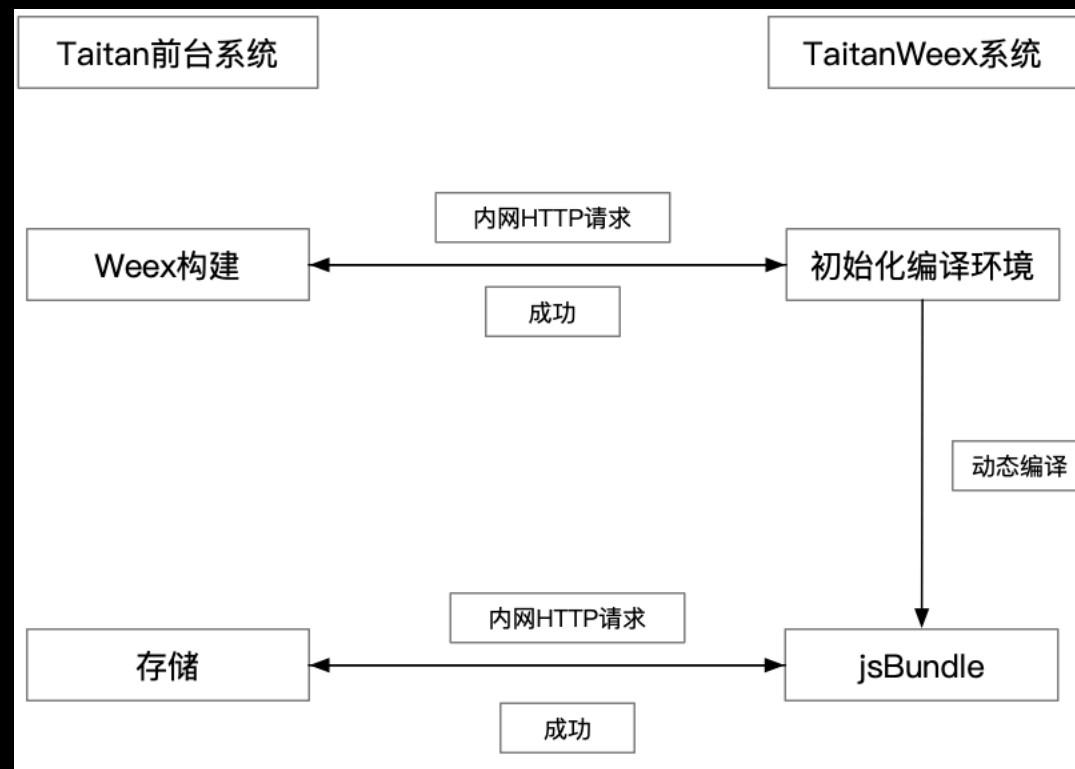 Taitan前台系统
TaitanWeex系统
内网HTTP请求
Weex构建
初始化编译环境
成功
动态编译
内网HTTP请求
存储
jsBundle
成功